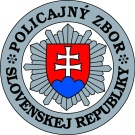 POLICAJNÝ ZBOR
SLOVENSKEJ REPUBLIKY